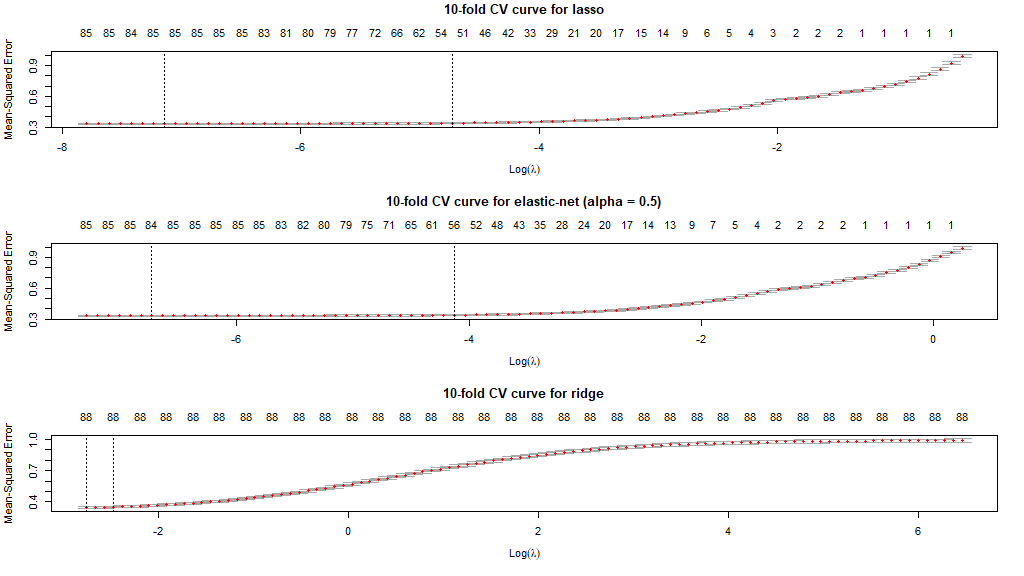 10-fold CV curve for lasso
85 85 84 85 85 85 85 85 83 81 80 79 77 72 66 62 54 51 46 42 33 29 21 20 17 15 14 9 6 5 4 3 2 2 2 1 1 1 1 1
Mean-Squared Error
0.3 0.6 0.9
-8 -6 -4 -2
Log(λ)
10-fold CV curve for elastic-net (alpha = 0.5)
85 85 85 84 85 85 85 85 85 83 82 80 79 75 71 65 61 56 52 48 43 35 28 24 20 17 14 13 9 7 5 4 2 2 2 2 1 1 1 1 1
Mean-Squared Error
0.3 0.6 0.9
-6 -4 -2 0
Log(λ)
10-fold CV curve for ridge
88 88 88 88 88 88 88 88 88 88 88 88 88 88 88 88 88 88 88 88 88 88 88 88 88 88 88 88 88 88 88 88 88 88
Mean-Squared Error
0.4 0.7 1.0
-2 0 2 4 6
Log(λ)